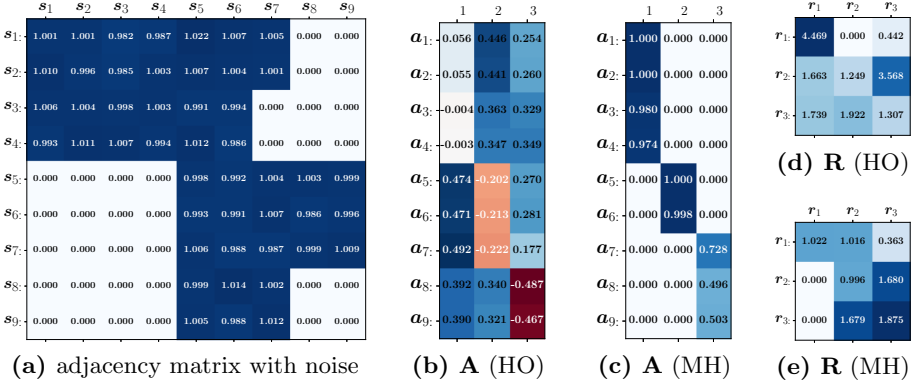 s1 s2 s3 s4 s5 s6 s7 s8 s9
s1: 1.001 1.001 0.982 0.987 1.022 1.007 1.005 0.000 0.000
s2: 1.010 0.996 0.985 1.003 1.007 1.004 1.001 0.000 0.000
s3: 1.006 1.004 0.998 1.003 0.991 0.994 0.000 0.000 0.000
s4: 0.993 1.011 1.007 0.994 1.012 0.986 0.000 0.000 0.000
s5: 0.000 0.000 0.000 0.000 0.998 0.992 1.004 1.003 0.999
s6: 0.000 0.000 0.000 0.000 0.993 0.991 1.007 0.986 0.996
s7: 0.000 0.000 0.000 0.000 1.006 0.988 0.987 0.999 1.009
s8: 0.000 0.000 0.000 0.000 0.999 1.014 1.002 0.000 0.000
s9: 0.000 0.000 0.000 0.000 1.005 0.988 1.012 0.000 0.000
(a) adjacency matrix with noise
1 2 3
a1: 0.056 0.446 0.254
a2: 0.055 0.441 0.260
a3: -0.004 0.363 0.329
a4: -0.003 0.347 0.349
a5: 0.474 -0.202 0.270
a6: 0.471 -0.213 0.281
a7: 0.492 -0.222 0.177
a8: 0.392 0.340 -0.487
a9: 0.390 0.321 -0.467
(b) A (HO)
1 2 3
a1: 1.000 0.000 0.000
a2: 1.000 0.000 0.000
a3: 0.980 0.000 0.000
a4: 0.974 0.000 0.000
a5: 0.000 1.000 0.000
a6: 0.000 0.998 0.000
a7: 0.000 0.000 0.728
a8: 0.000 0.000 0.496
a9: 0.000 0.000 0.503
(c) A (MH)
r1 r2 r3
r1: 4.469 0.000 0.442
r2: 1.663 1.249 3.568
r3: 1.739 1.922 1.307
(d) R (HO)
r1 r2 r3
r1: 1.022 1.016 0.363
r2: 0.000 0.996 1.680
r3: 0.000 1.679 1.875
(e) R (MH)